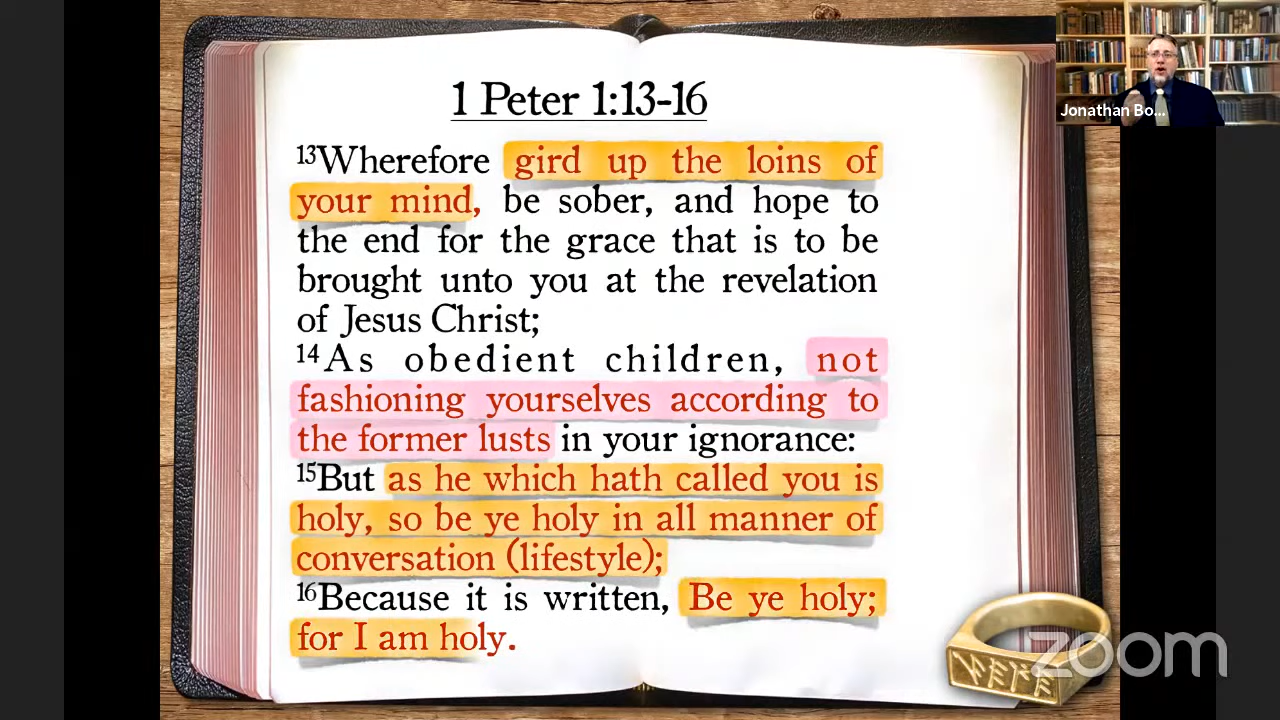 1 Peter 1:13-16
Jonathan Bo...
13Wherefore gird up the loins of
your mind, be sober, and hope to
the end for the grace that is to be
brought unto you at the revelation
of Jesus Christ;
14As obedient children, not
fashioning yourselves according to
the former lusts in your ignorance:
15But as he which hath called you is
holy, so be ye holy in all manner of
conversation (lifestyle);
16Because it is written, Be ye holy;
for I am holy.
zoom